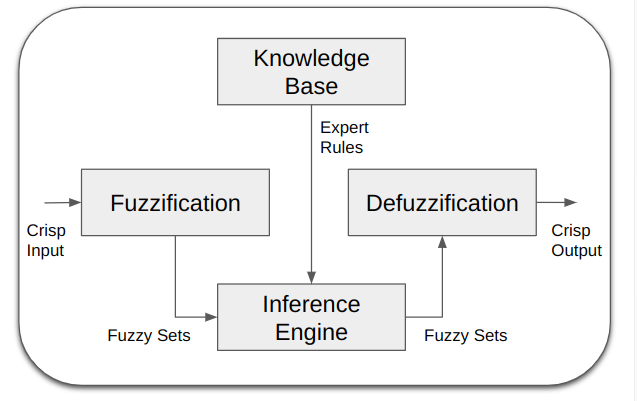 Knowledge
Base
Expert
Rules
Fuzzification
Defuzzification
Crisp
Input
Crisp
Output
Inference
Engine
Fuzzy Sets
Fuzzy Sets